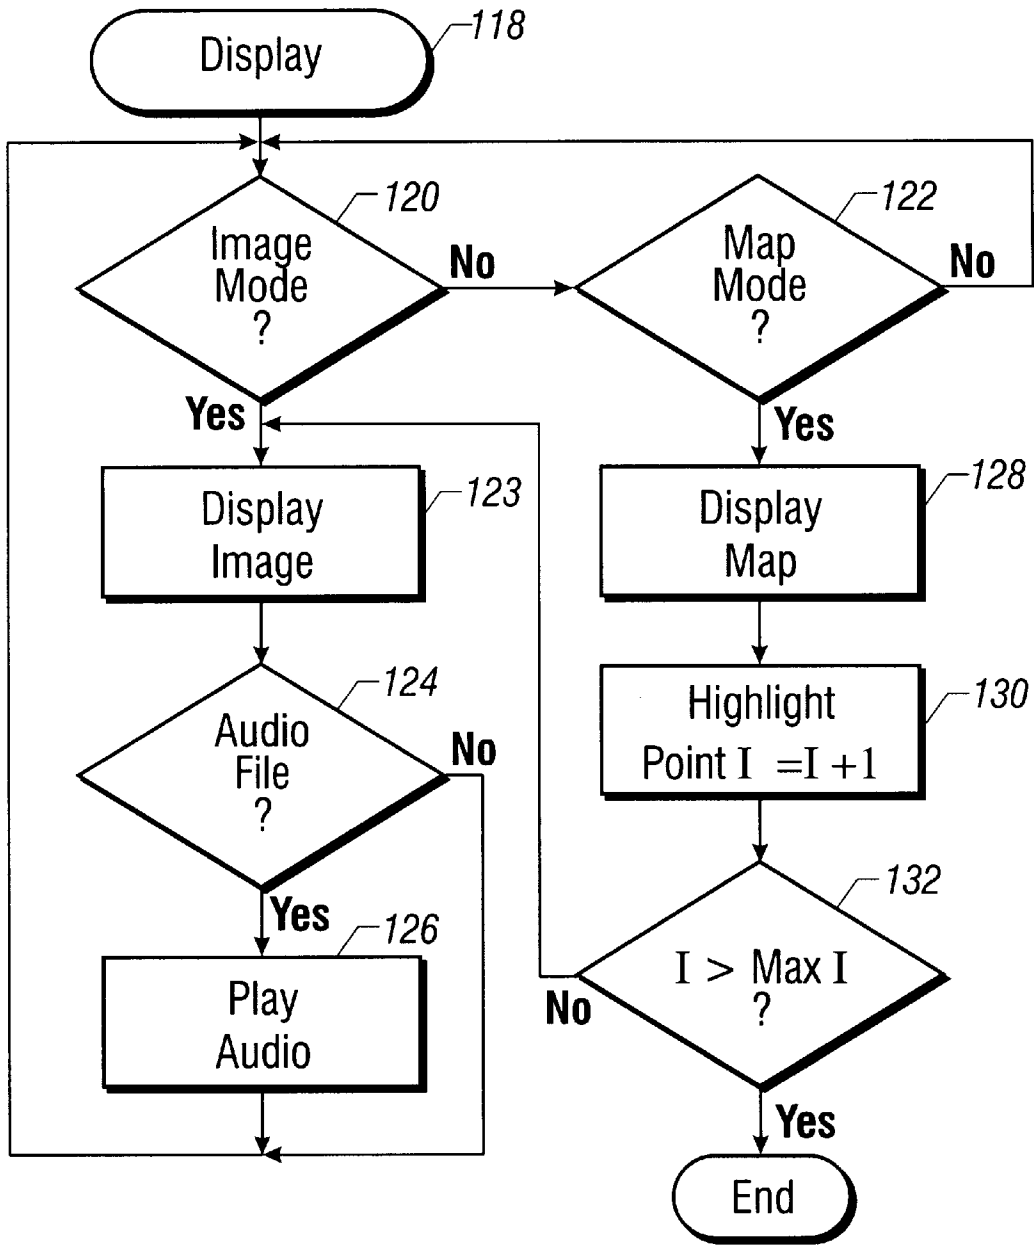 Display
118
120
Image
Mode
?
No
122
Map
Mode
?
No
Yes
Yes
123
Display
Image
128
Display
Map
124
Audio
File
?
No
130
Highlight
Point I =I +1
Yes
126
Play
Audio
132
I > Max I
?
No
Yes
End